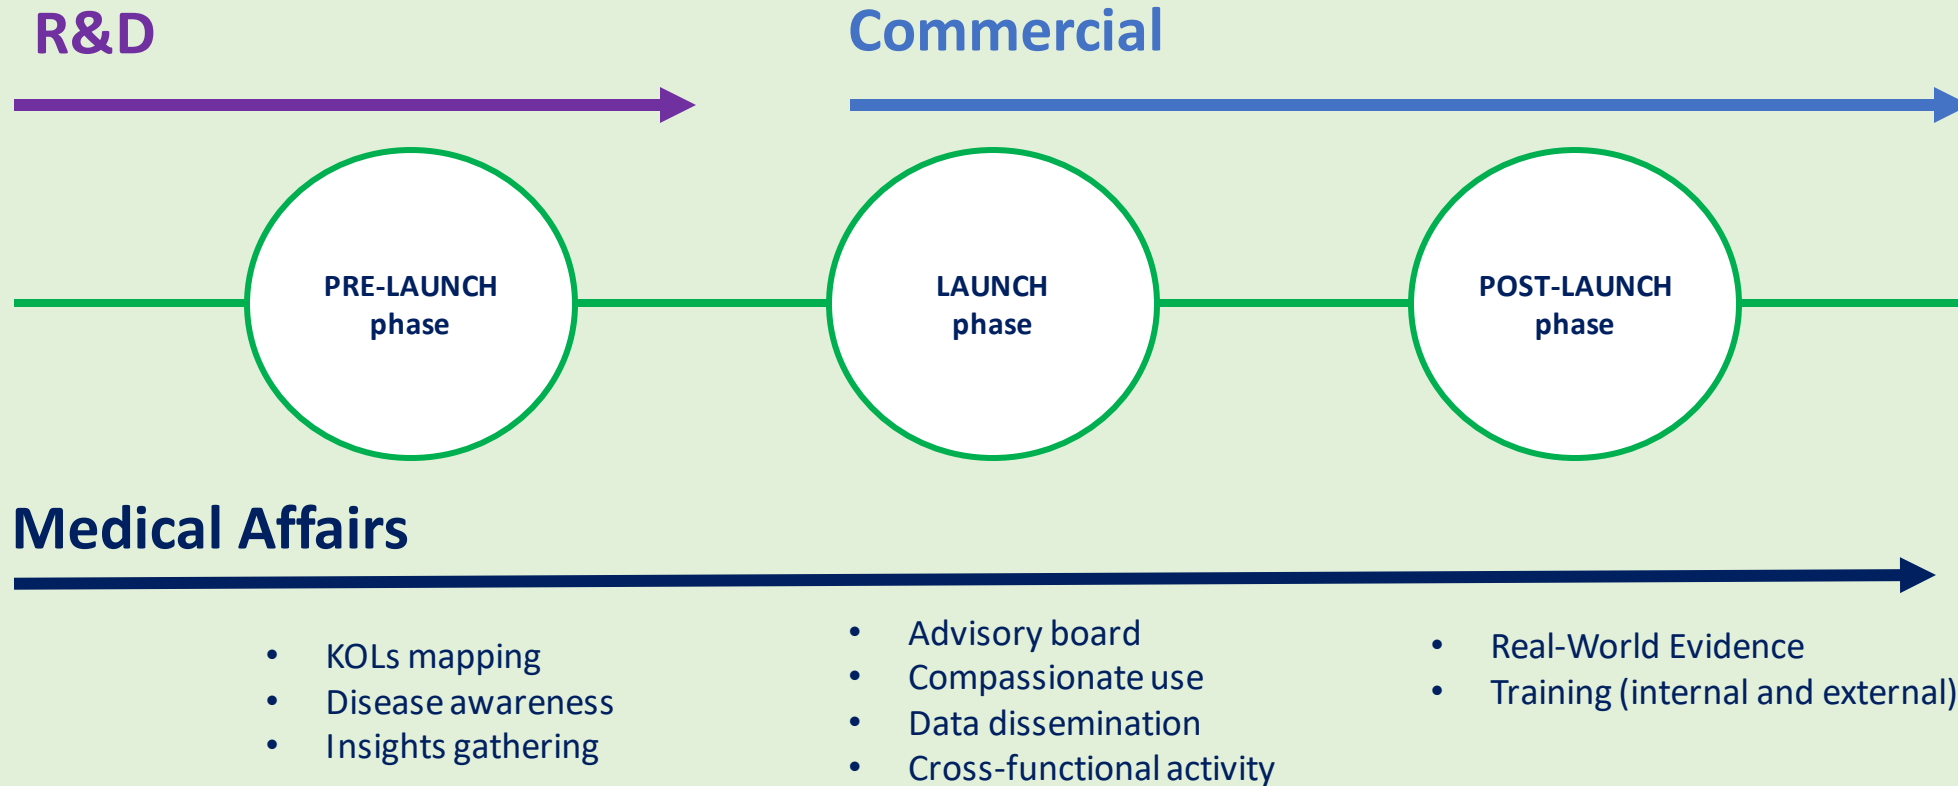 R&D
Commercial
PRE-LAUNCH
phase
LAUNCH
phase
POST-LAUNCH
phase
Medical Affairs
• KOLs mapping
• Disease awareness
• Insights gathering
• Advisory board
• Compassionate use
• Data dissemination
• Cross-functional activity
• Real-World Evidence
• Training (internal and external)